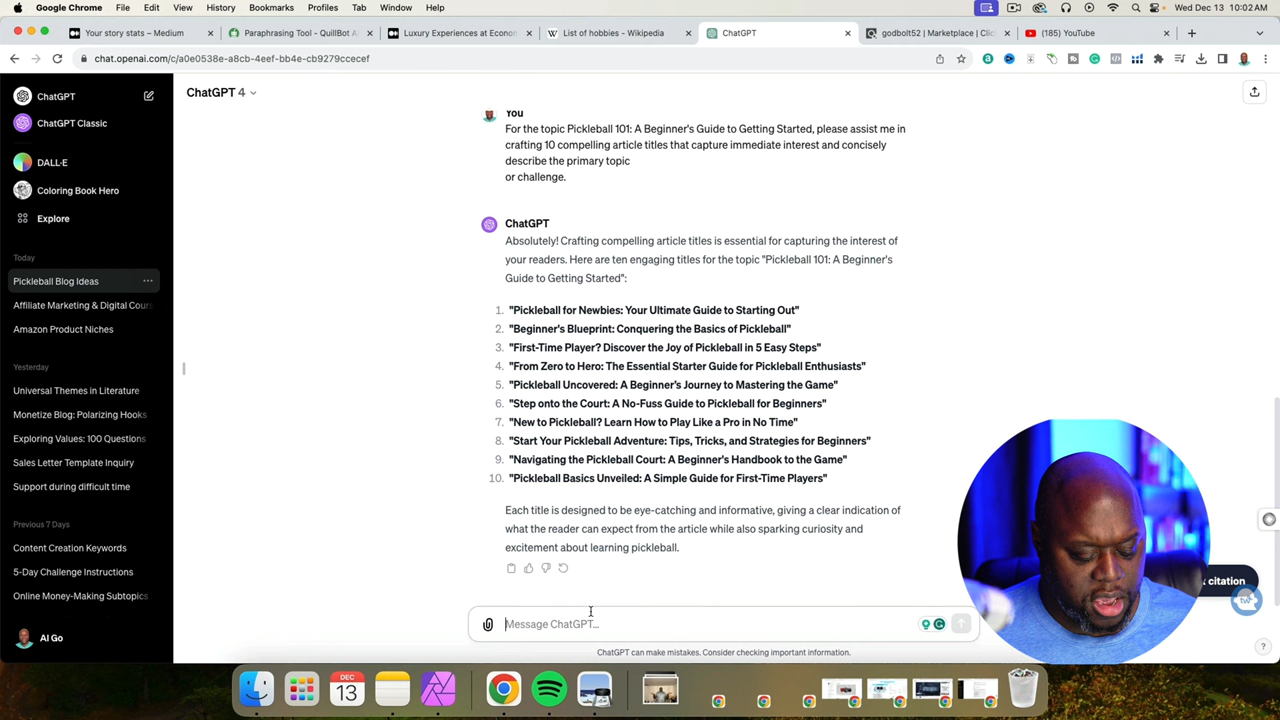 Google Chrome File Edit View History Bookmarks Profiles Tab Window Help Wed Dec 13 10:02 AM
Your story stats – Medium × Paraphrasing Tool - QuillBot A × Luxury Experiences at Econom × List of hobbies - Wikipedia × ChatGPT × godbolt52 | Marketplace | Clic × (185) YouTube ×
chat.openai.com/c/a0e0538e-a8cb-4eef-bb4e-cb9279ccecef
ChatGPT
ChatGPT Classic
DALL·E
Coloring Book Hero
Explore
Today
Pickleball Blog Ideas ...
Affiliate Marketing & Digital Cour
Amazon Product Niches
Yesterday
Universal Themes in Literature
Monetize Blog: Polarizing Hooks
Exploring Values: 100 Questions
Sales Letter Template Inquiry
Support during difficult time
Previous 7 Days
Content Creation Keywords
5-Day Challenge Instructions
Online Money-Making Subtopics
Al Go
ChatGPT 4
You
For the topic Pickleball 101: A Beginner's Guide to Getting Started, please assist me in
crafting 10 compelling article titles that capture immediate interest and concisely
describe the primary topic
or challenge.
ChatGPT
Absolutely! Crafting compelling article titles is essential for capturing the interest of
your readers. Here are ten engaging titles for the topic "Pickleball 101: A Beginner's
Guide to Getting Started":
1. "Pickleball for Newbies: Your Ultimate Guide to Starting Out"
2. "Beginner's Blueprint: Conquering the Basics of Pickleball"
3. "First-Time Player? Discover the Joy of Pickleball in 5 Easy Steps"
4. "From Zero to Hero: The Essential Starter Guide for Pickleball Enthusiasts"
5. "Pickleball Uncovered: A Beginner's Journey to Mastering the Game"
6. "Step onto the Court: A No-Fuss Guide to Pickleball for Beginners"
7. "New to Pickleball? Learn How to Play Like a Pro in No Time"
8. "Start Your Pickleball Adventure: Tips, Tricks, and Strategies for Beginners"
9. "Navigating the Pickleball Court: A Beginner's Handbook to the Game"
10. "Pickleball Basics Unveiled: A Simple Guide for First-Time Players"
Each title is designed to be eye-catching and informative, giving a clear indication of
what the reader can expect from the article while also sparking curiosity and
excitement about learning pickleball.
citation
Message ChatGPT...
ChatGPT can make mistakes. Consider checking important information.
?
DEC
13